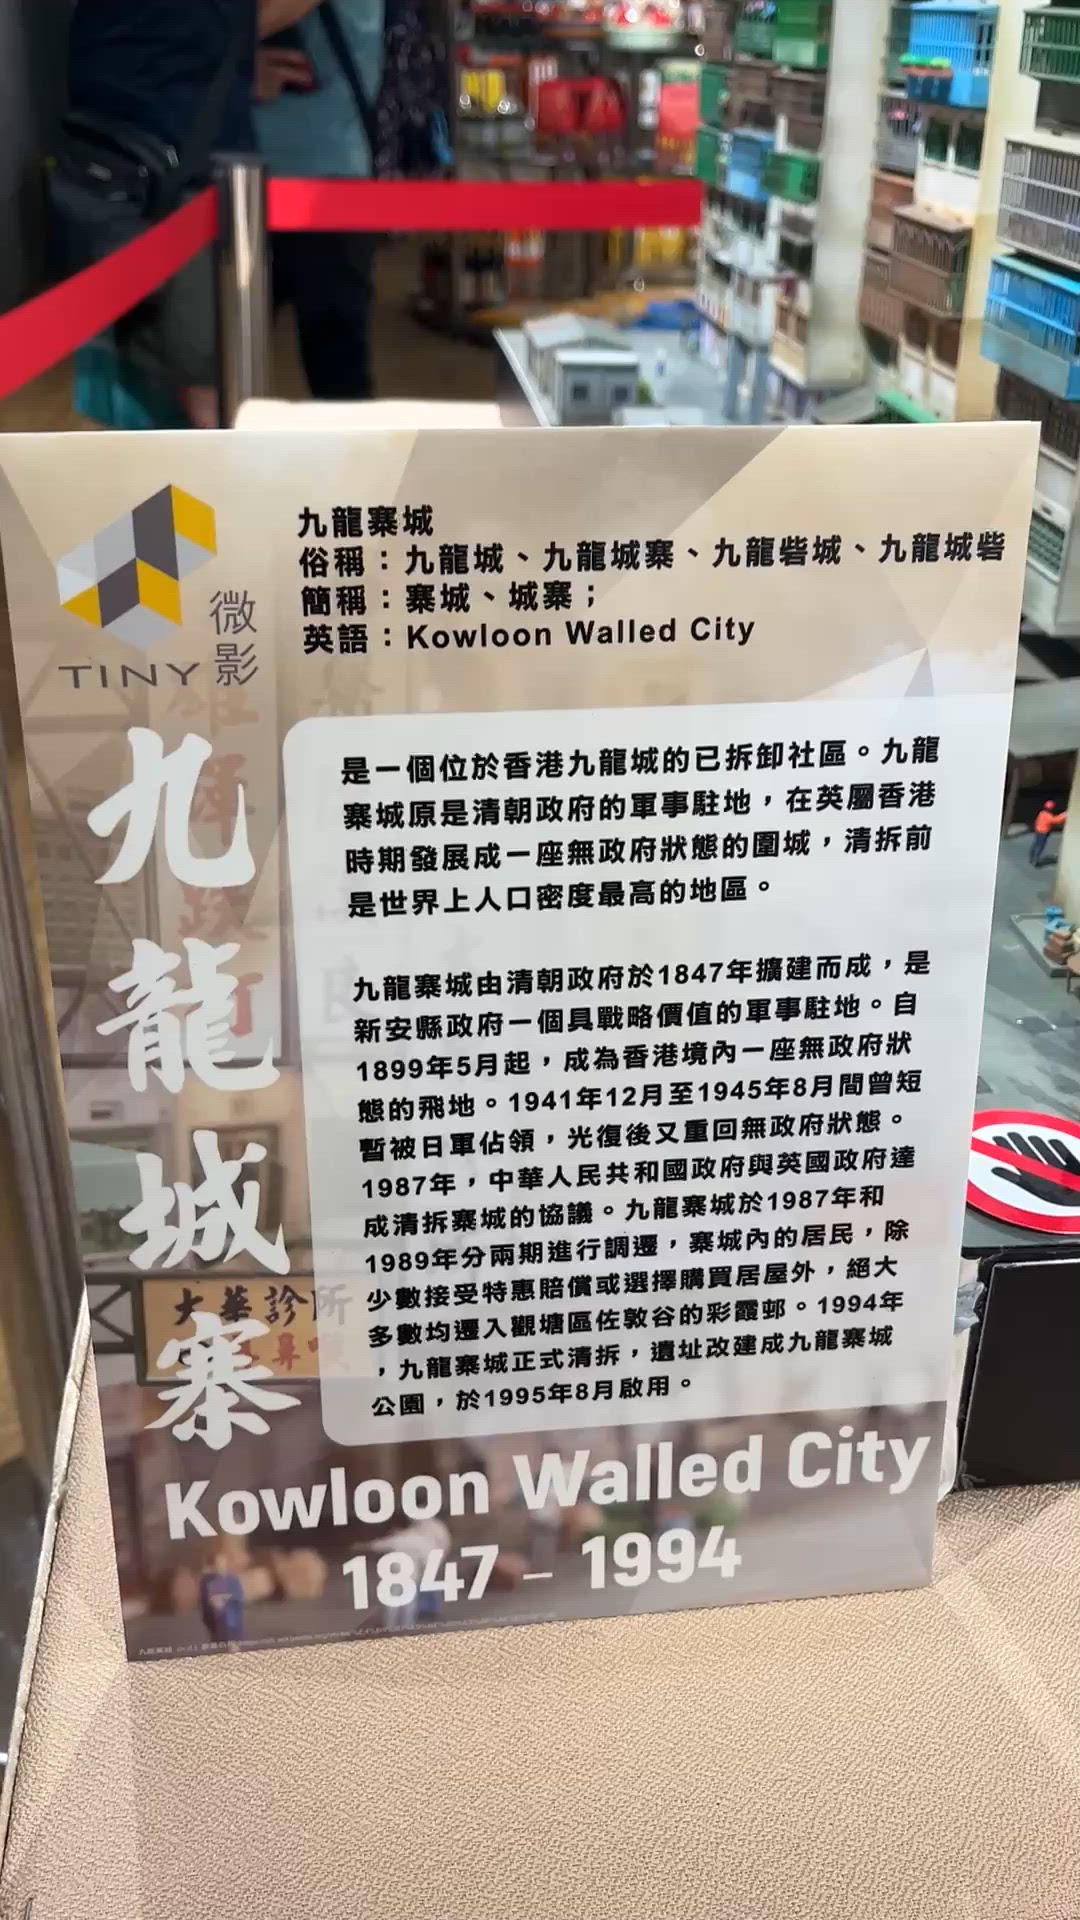 九龍寨城
俗稱：九龍城、九龍城寨、九龍砦城、九龍城砦
簡稱：寨城、城寨；
英語：Kowloon Walled City
微影
TINY
九龍城寨
是一個位於香港九龍城的已拆卸社區。九龍
寨城原是清朝政府的軍事駐地，在英屬香港
時期發展成一座無政府狀態的圍城，清拆前
是世界上人口密度最高的地區。
九龍寨城由清朝政府於1847年擴建而成，是
新安縣政府一個具戰略價值的軍事駐地。自
1899年5月起，成為香港境內一座無政府狀
態的飛地。1941年12月至1945年8月間曾短
暫被日軍佔領，光復後又重回無政府狀態。
1987年，中華人民共和國政府與英國政府達
成清拆寨城的協議。九龍寨城於1987年和
1989年分兩期進行調遷，寨城內的居民，除
少數接受特惠賠償或選擇購買居屋外，絕大
多數均遷入觀塘區佐敦谷的彩霞邨。1994年
，九龍寨城正式清拆，遺址改建成九龍寨城
公園，於1995年8月啟用。
大華診所
Kowloon Walled City
1847 – 1994